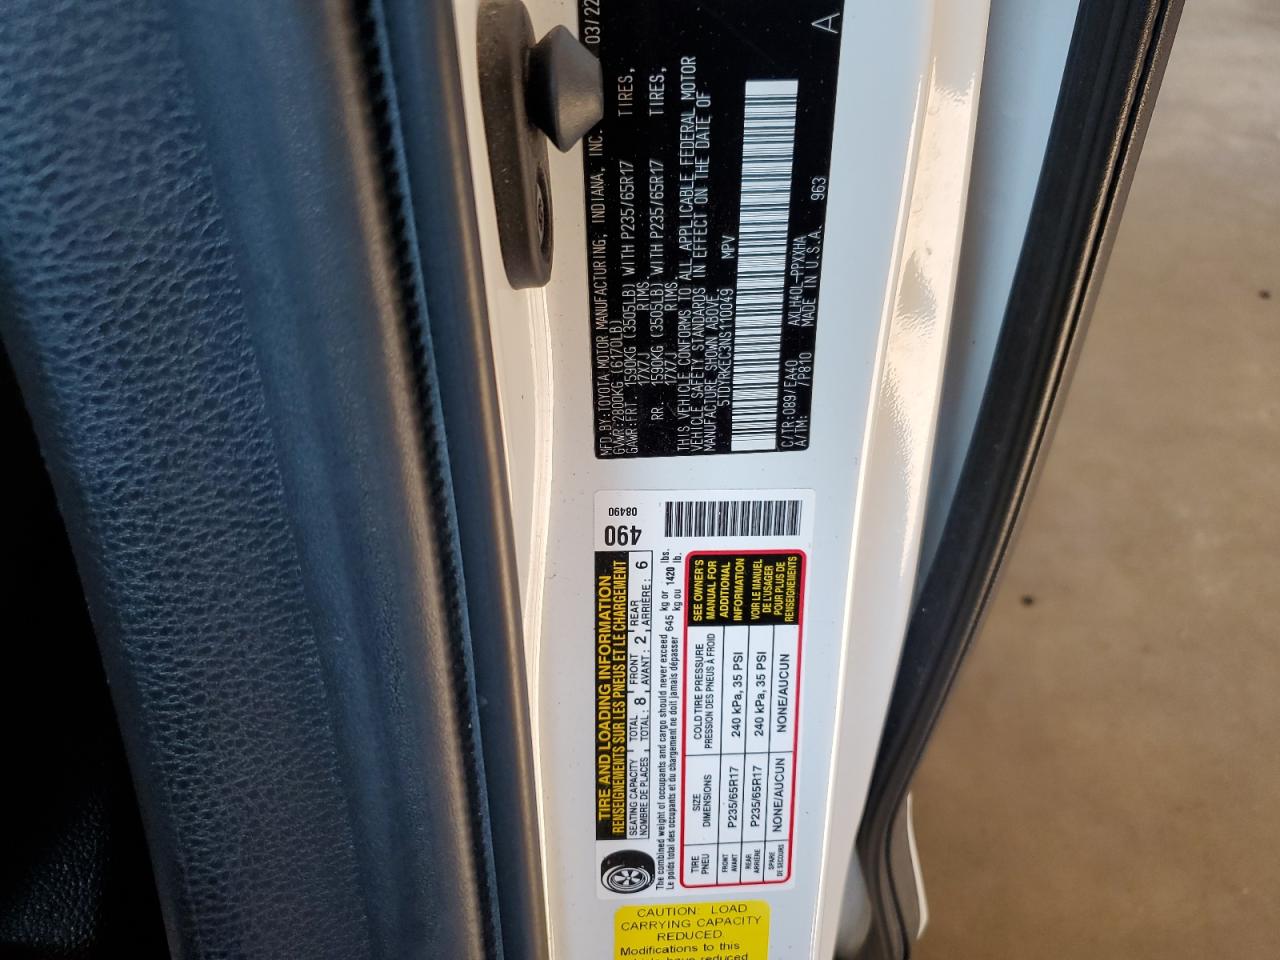 MFD.BY:TOYOTA MOTOR MANUFACTURING, INDIANA, INC. 03/22
GVWR:2800KG(6170LB)
GAWR:FRT. 1590KG (3505LB) WITH P235/65R17 TIRES,
17X7J RIMS
RR. 1590KG (3505LB) WITH P235/65R17 TIRES,
17X7J RIMS
THIS VEHICLE CONFORMS TO ALL APPLICABLE FEDERAL MOTOR
VEHICLE SAFETY STANDARDS IN EFFECT ON THE DATE OF
MANUFACTURE SHOWN ABOVE.
5TDYRKEC3NS110049 MPV
C/TR:089/EA40 AXLH40L-PPXXHA
A/TM: 7P810 MADE IN U.S.A. 963 A
490
08490
TIRE AND LOADING INFORMATION
RENSEIGNEMENTS SUR LES PNEUS ET LE CHARGEMENT
SEATING CAPACITY TOTAL 8 FRONT 2 REAR 6
NOMBRE DE PLACES TOTAL: AVANT: ARRIÈRE:
The combined weight of occupants and cargo should never exceed 645 kg or 1420 lbs.
Le poids total des occupants et du chargement ne doit jamais dépasser kg ou lb.
TIRE PNEU
SIZE DIMENSIONS
COLD TIRE PRESSURE PRESSION DES PNEUS À FROID
SEE OWNER'S MANUAL FOR ADDITIONAL INFORMATION
VOIR LE MANUEL DE L'USAGER POUR PLUS DE RENSEIGNEMENTS
FRONT AVANT P235/65R17 240 kPa, 35 PSI
REAR ARRIÈRE P235/65R17 240 kPa, 35 PSI
SPARE DE SECOURS NONE/AUCUN NONE/AUCUN
CAUTION: LOAD
CARRYING CAPACITY
REDUCED
Modifications to this
have reduced